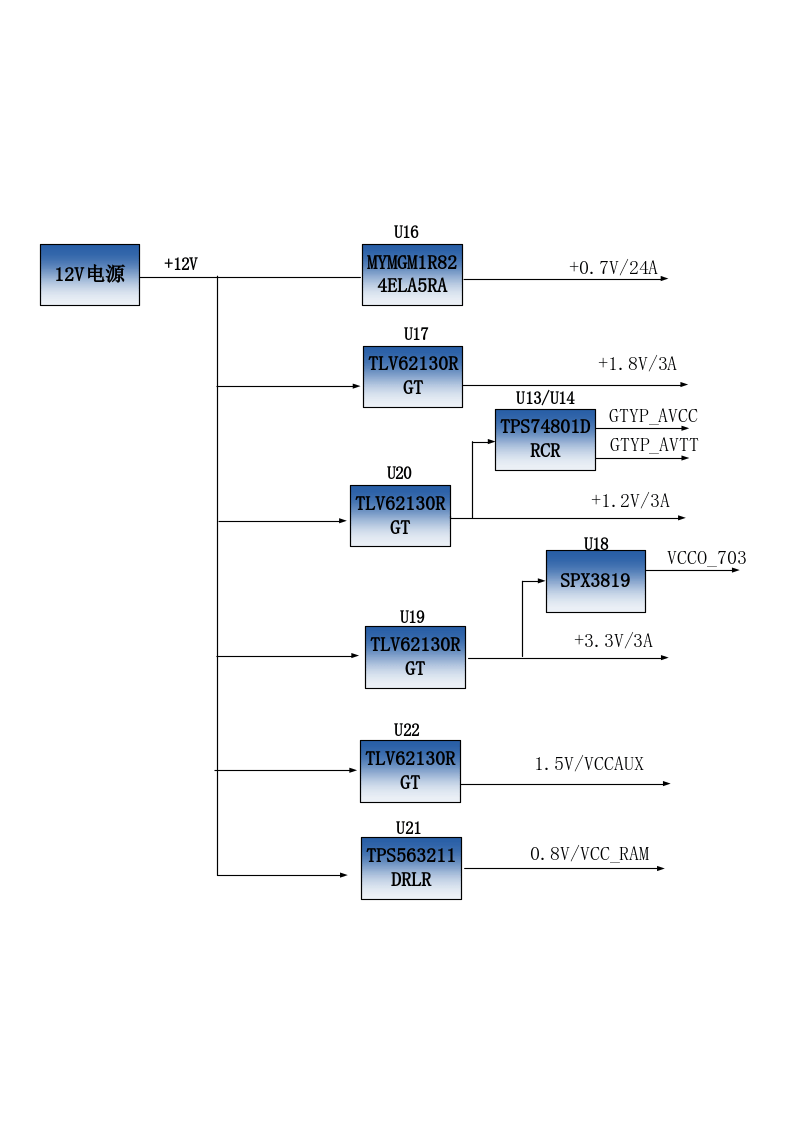 U16
12V电源
+12V
MYMGM1R82
4ELA5RA
+0.7V/24A
U17
TLV62130R
GT
+1.8V/3A
U13/U14
TPS74801D
RCR
GTYP_AVCC
GTYP_AVTT
U20
TLV62130R
GT
+1.2V/3A
U18
SPX3819
VCCO_703
U19
TLV62130R
GT
+3.3V/3A
U22
TLV62130R
GT
1.5V/VCCAUX
U21
TPS563211
DRLR
0.8V/VCC_RAM